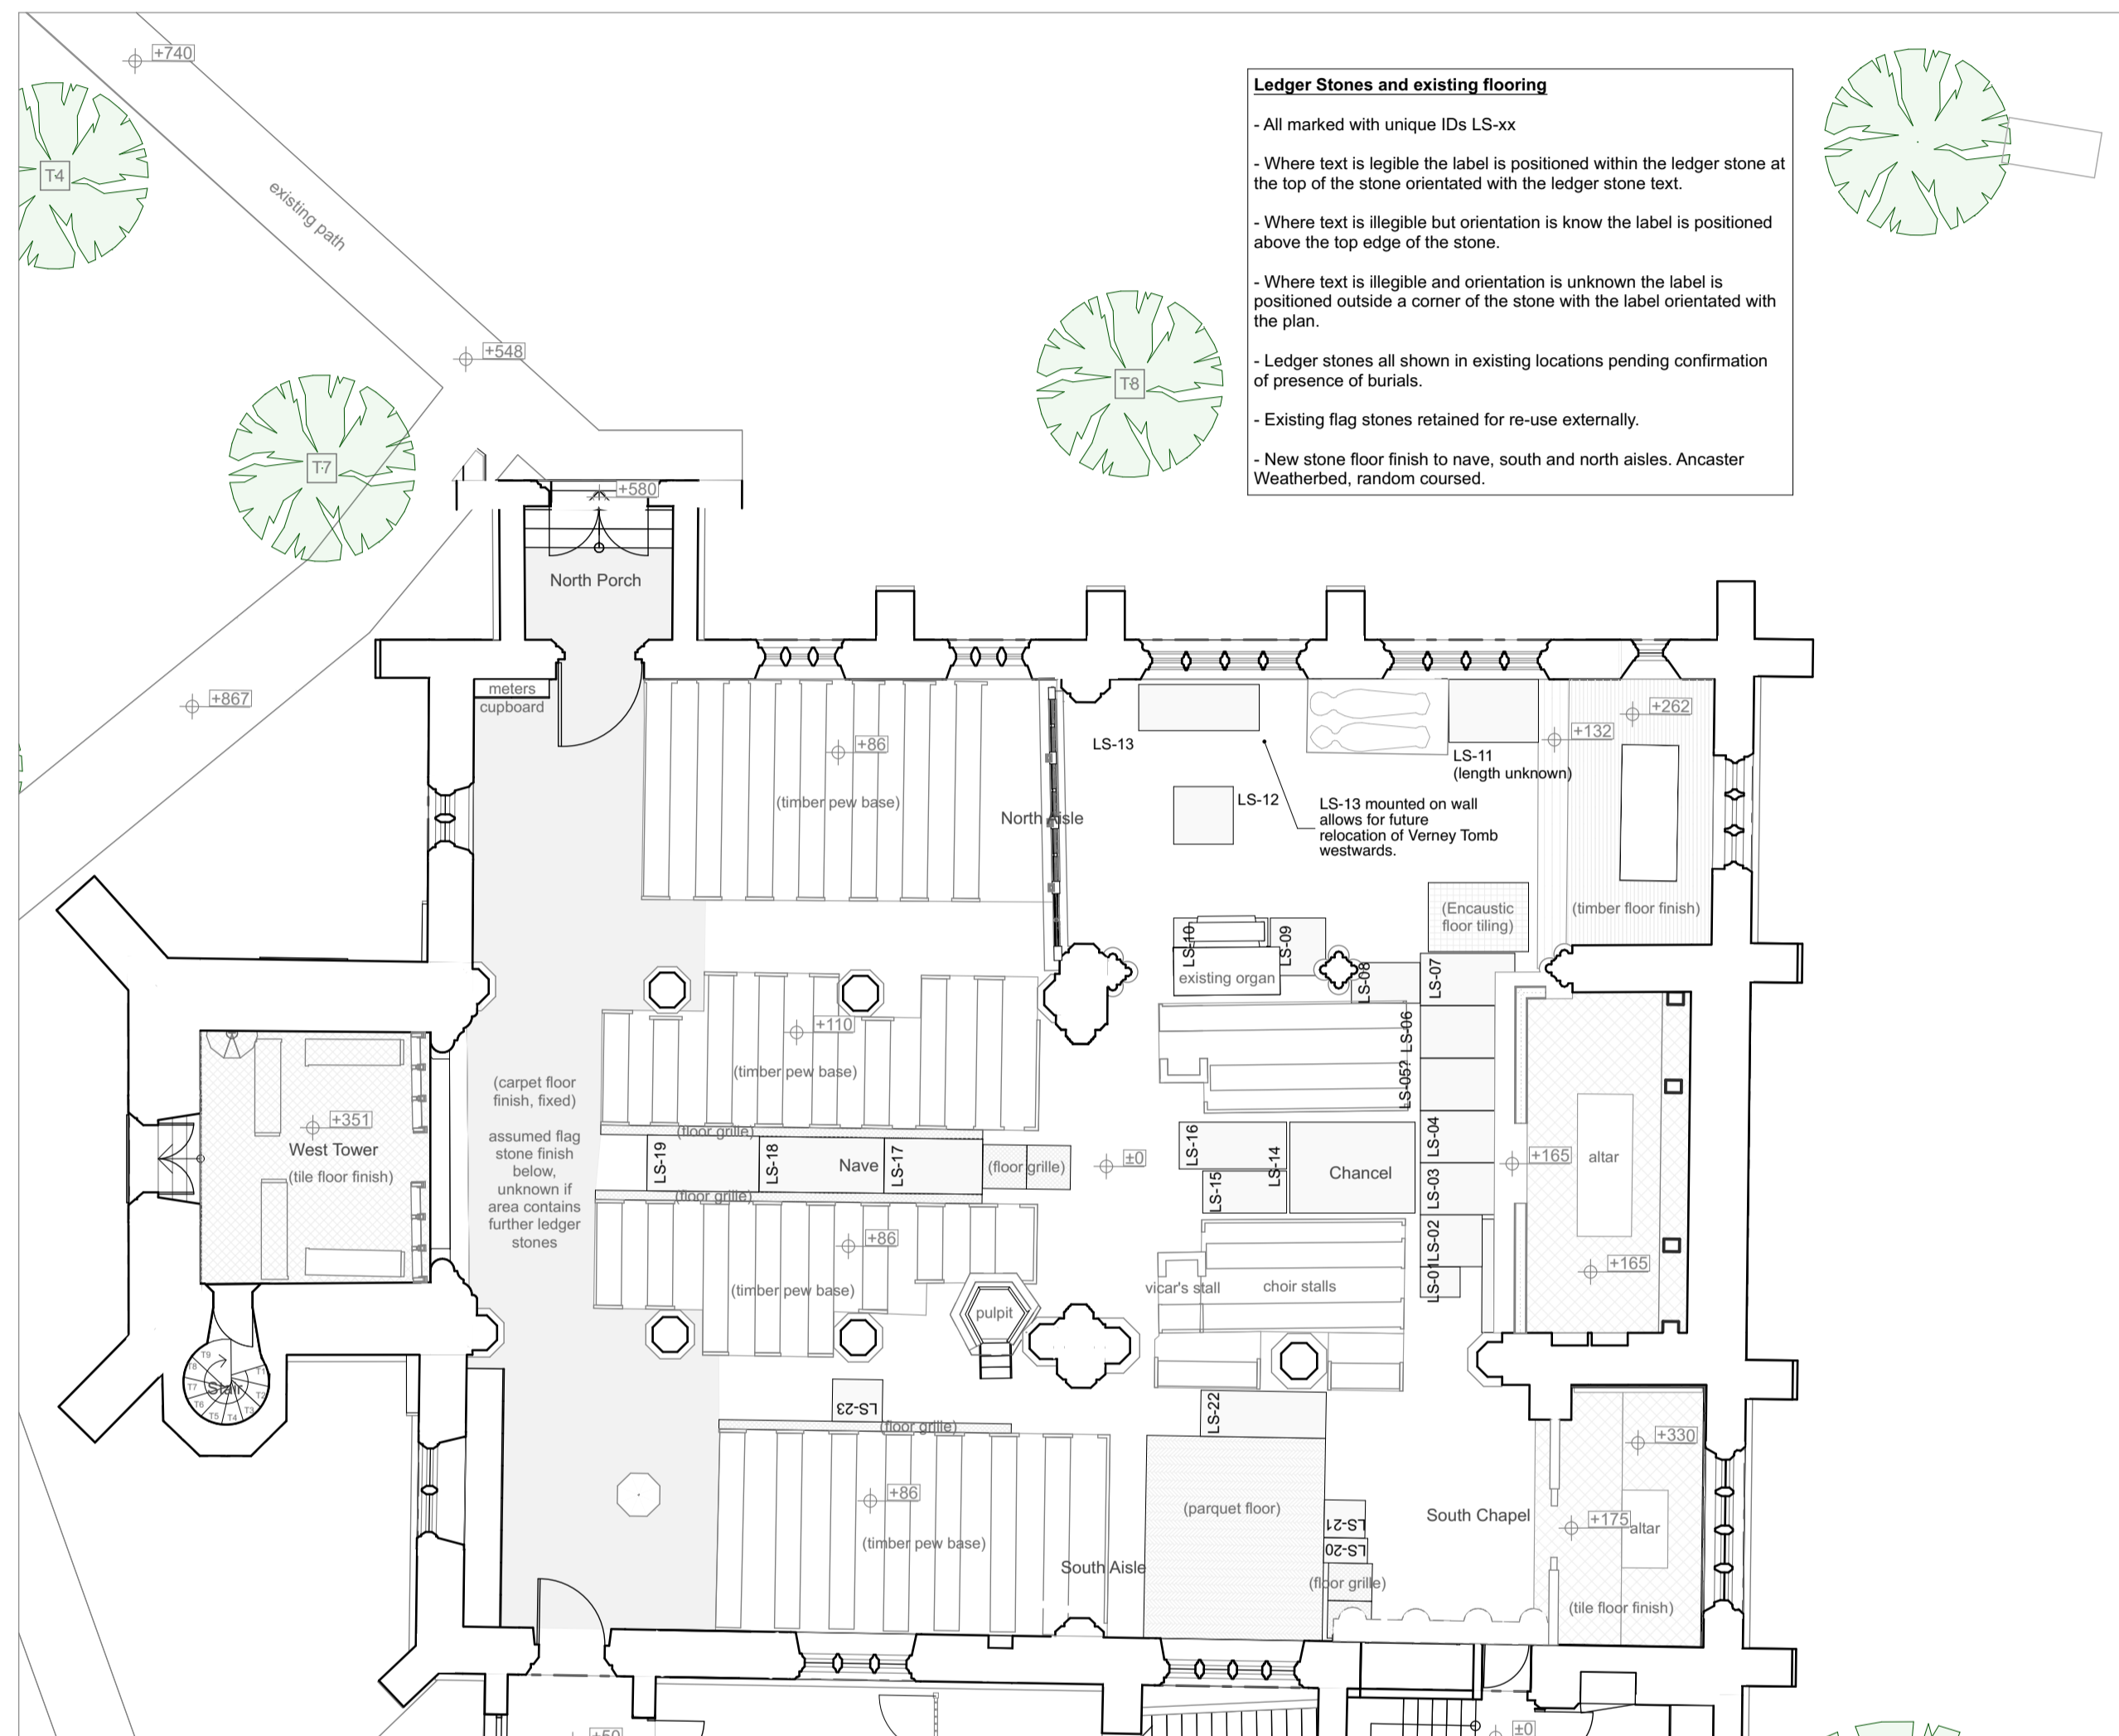 +740
Ledger Stones and existing flooring
- All marked with unique IDs LS-xx
- Where text is legible the label is positioned within the ledger stone at
the top of the stone orientated with the ledger stone text.
- Where text is illegible but orientation is know the label is positioned
above the top edge of the stone.
- Where text is illegible and orientation is unknown the label is
positioned outside a corner of the stone with the label orientated with
the plan.
- Ledger stones all shown in existing locations pending confirmation
of presence of burials.
- Existing flag stones retained for re-use externally.
- New stone floor finish to nave, south and north aisles. Ancaster
Weatherbed, random coursed.
T4
existing path
+548
T8
T7
+580
North Porch
+867
meters
cupboard
+86
(timber pew base)
North Aisle
LS-13
LS-12
LS-11
(length unknown)
+132
+262
LS-13 mounted on wall
allows for future
relocation of Verney Tomb
westwards.
(Encaustic
floor tiling)
(timber floor finish)
LS-10
LS-09
existing organ
LS-08
LS-07
+110
(timber pew base)
LS-06
LS-05?
(carpet floor
finish, fixed)
assumed flag
stone finish
below,
unknown if
area contains
further ledger
stones
+351
West Tower
(tile floor finish)
(floor grille)
LS-19
LS-18
Nave
LS-17
(floor grille)
(floor grille)
±0
LS-16
LS-15
LS-14
Chancel
LS-04
LS-03
LS-02
LS-01
+165
altar
+165
+86
(timber pew base)
pulpit
vicar's stall
choir stalls
Stair
T9
T8
T7
T6
T5
T4
T3
T2
T1
LS-23
(floor grille)
LS-22
+330
+86
(timber pew base)
South Aisle
(parquet floor)
LS-21
LS-20
(floor grille)
South Chapel
+175
altar
(tile floor finish)
+50
±0